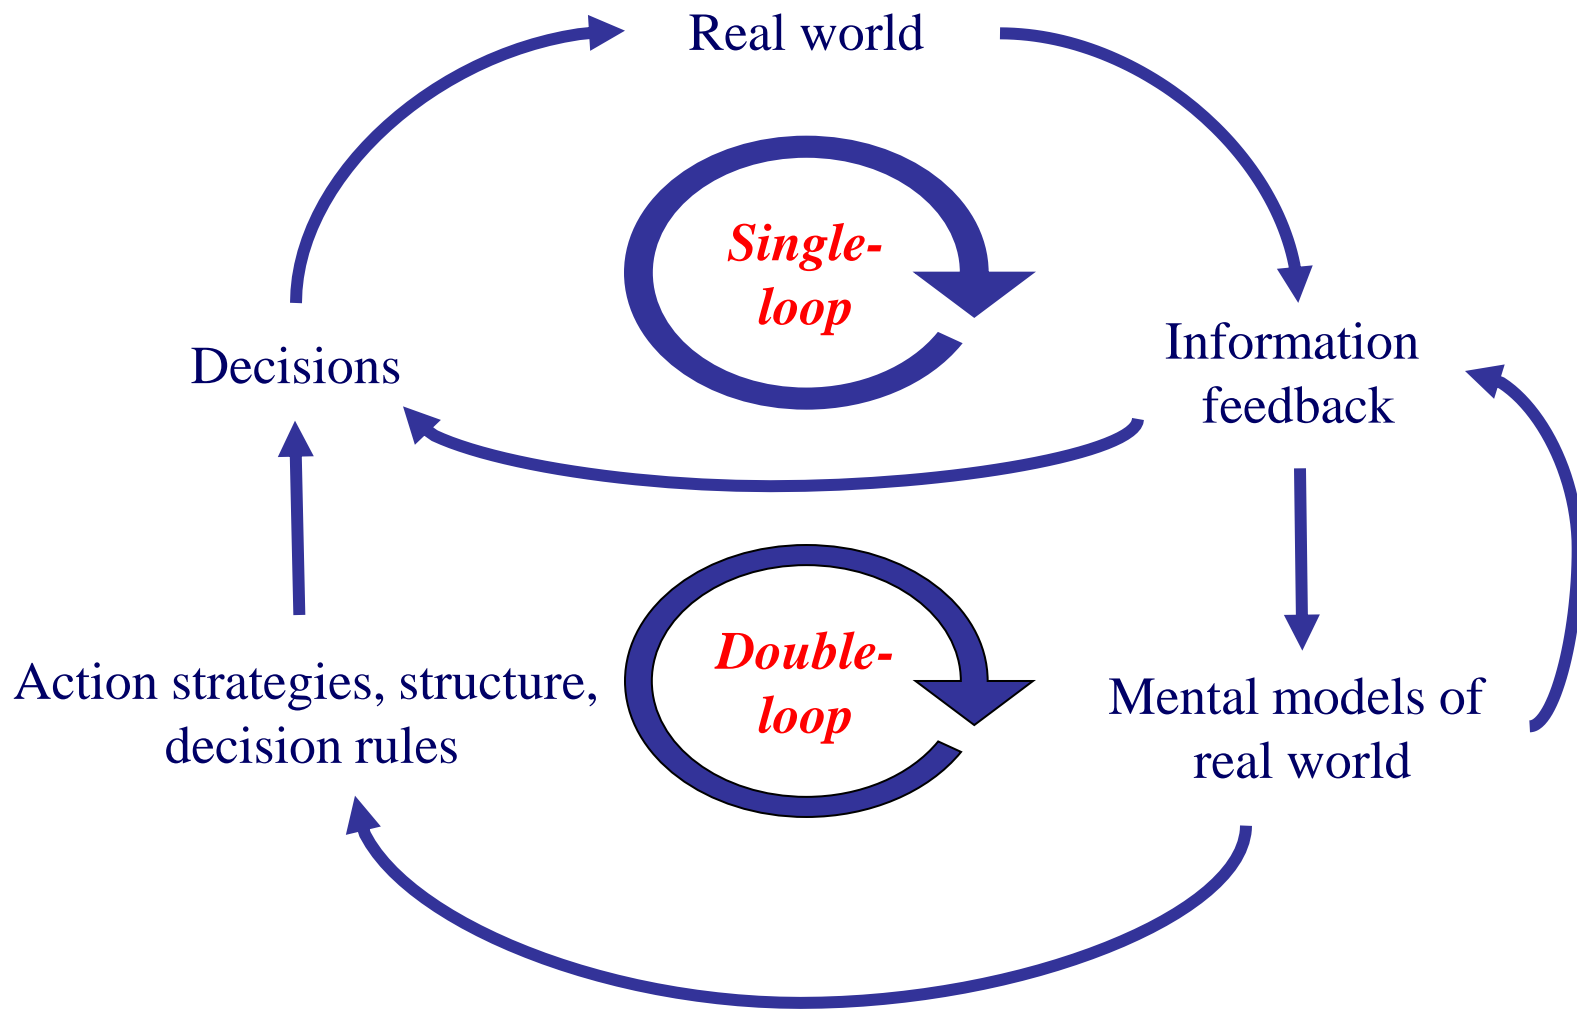 Real world
Single-
loop
Decisions
Information
feedback
Double-
loop
Action strategies, structure,
decision rules
Mental models of
real world